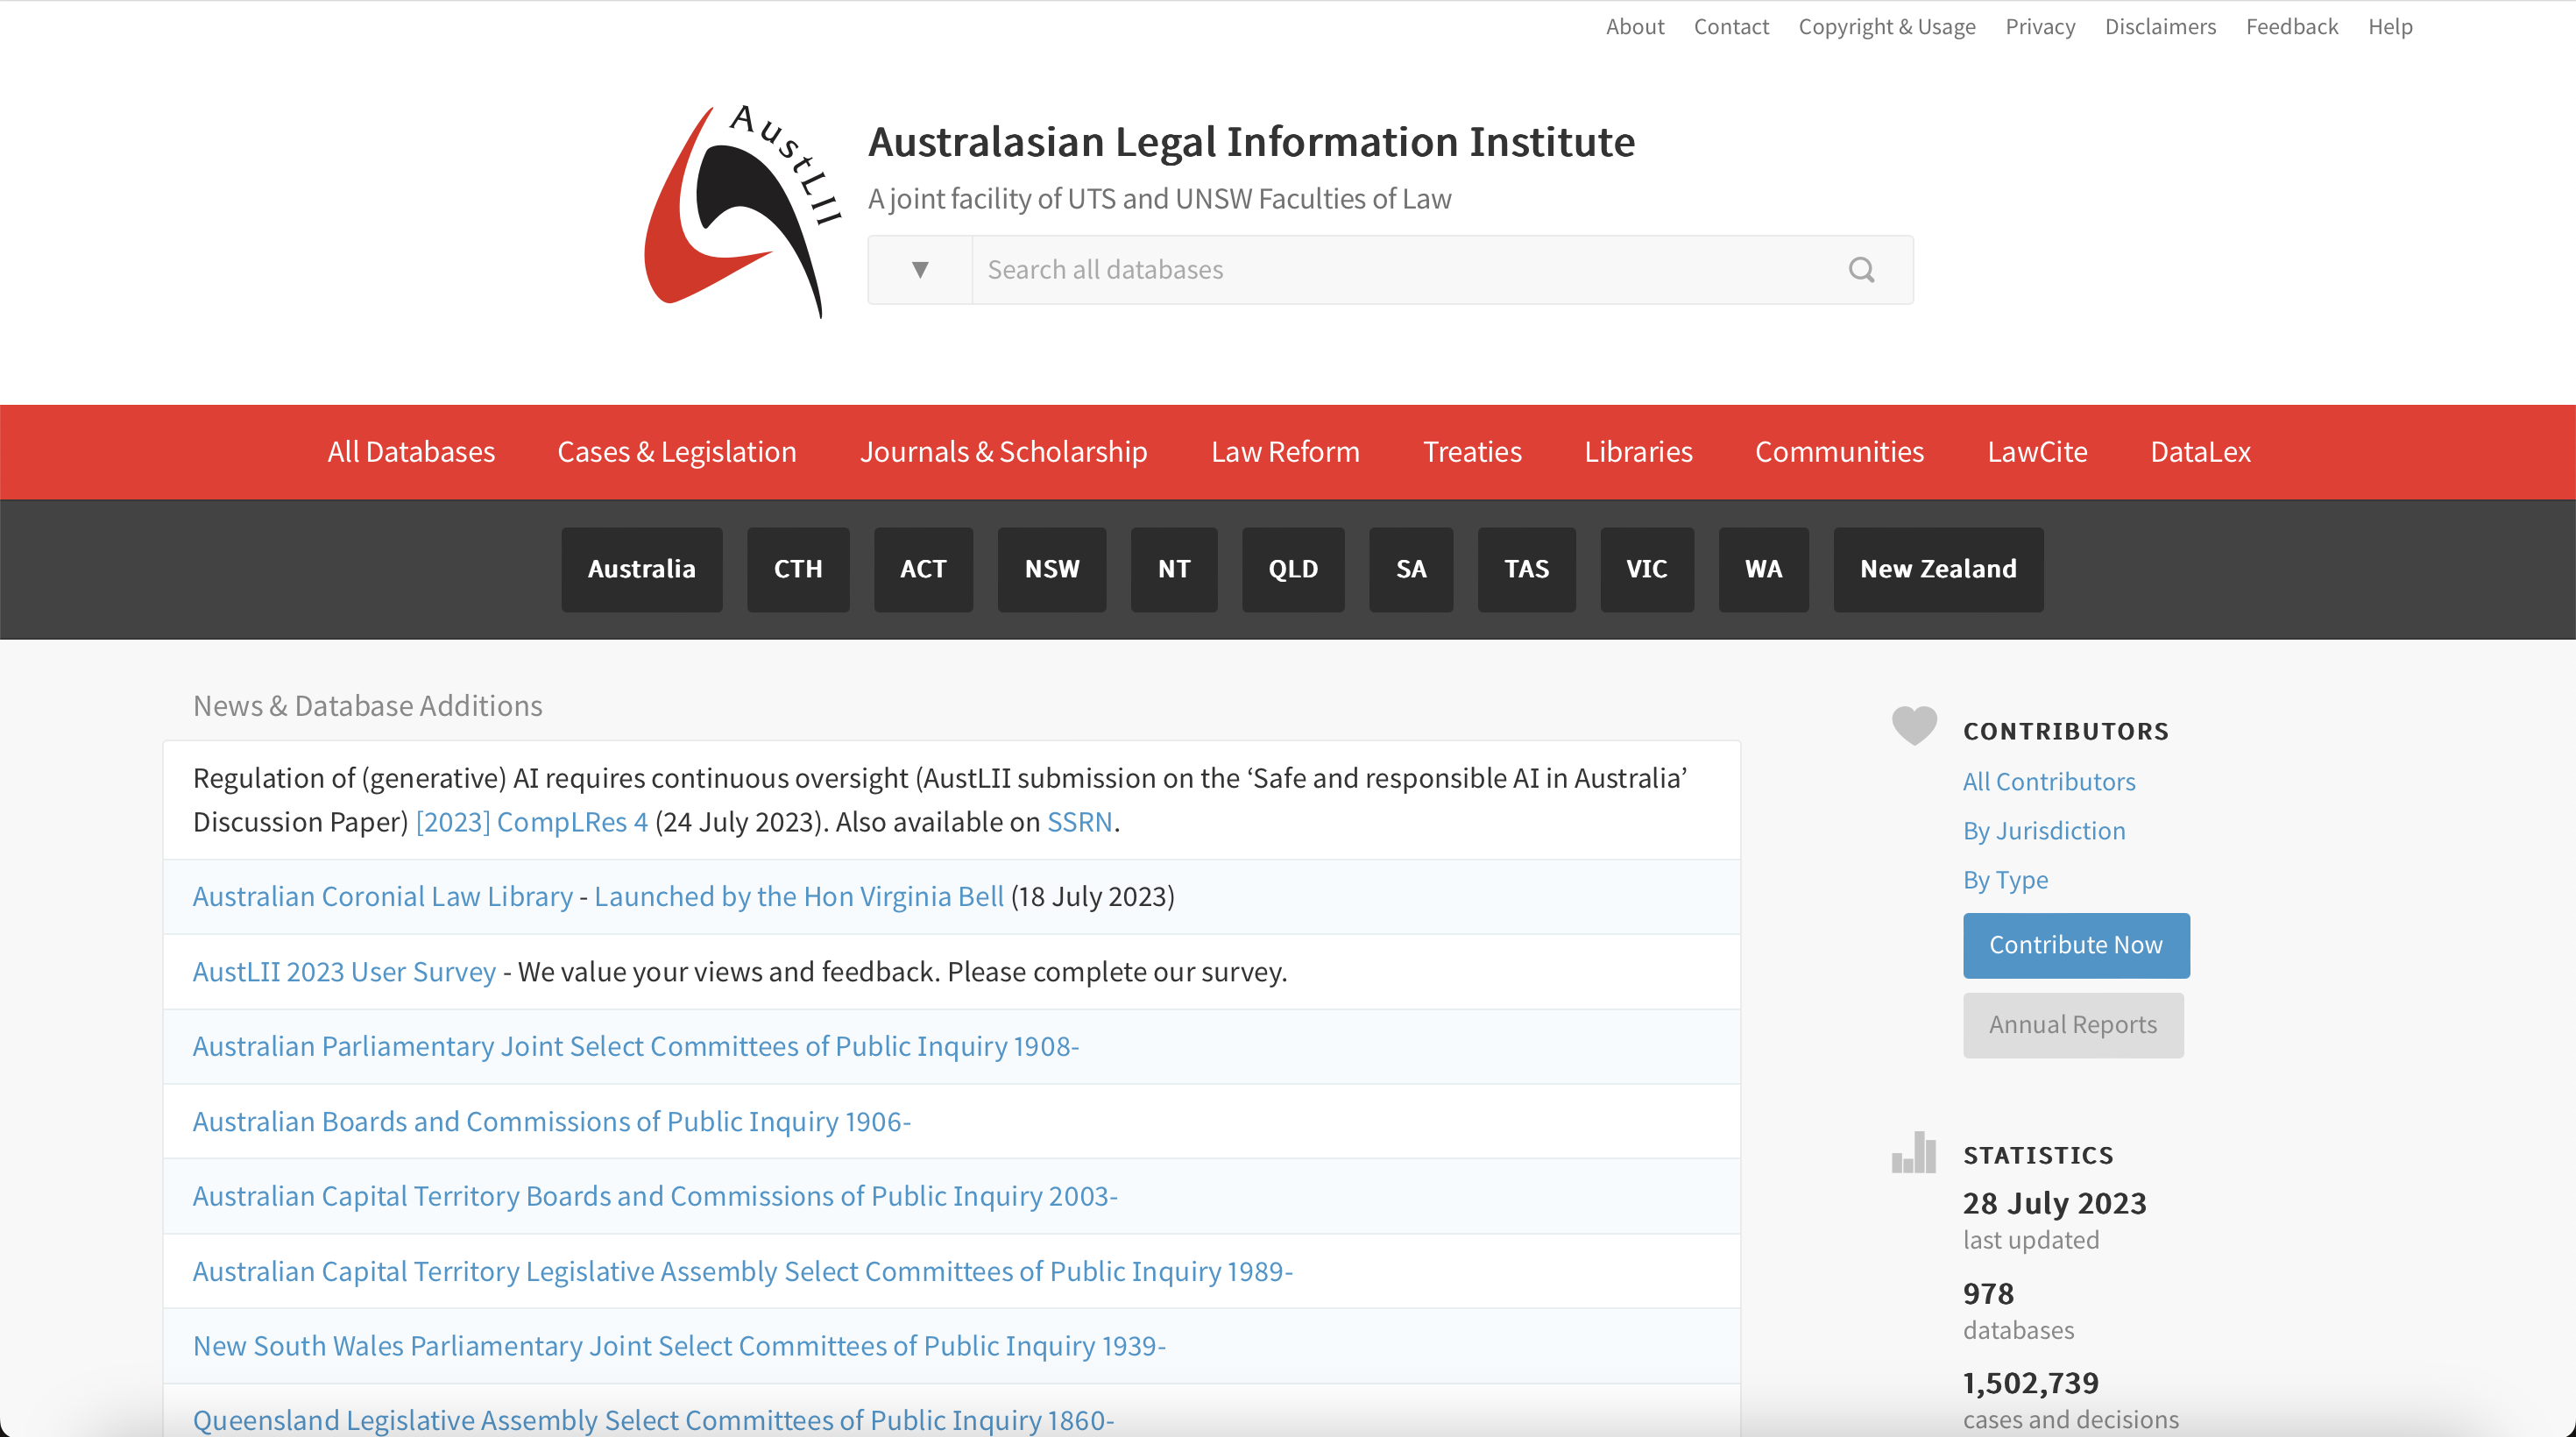 About Contact Copyright & Usage Privacy Disclaimers Feedback Help
AustLII
Australasian Legal Information Institute
A joint facility of UTS and UNSW Faculties of Law
Search all databases
All Databases Cases & Legislation Journals & Scholarship Law Reform Treaties Libraries Communities LawCite DataLex
Australia CTH ACT NSW NT QLD SA TAS VIC WA New Zealand
News & Database Additions
Regulation of (generative) AI requires continuous oversight (AustLII submission on the ‘Safe and responsible AI in Australia’
Discussion Paper) [2023] CompLRes 4 (24 July 2023). Also available on SSRN.
Australian Coronial Law Library - Launched by the Hon Virginia Bell (18 July 2023)
AustLII 2023 User Survey - We value your views and feedback. Please complete our survey.
Australian Parliamentary Joint Select Committees of Public Inquiry 1908-
Australian Boards and Commissions of Public Inquiry 1906-
Australian Capital Territory Boards and Commissions of Public Inquiry 2003-
Australian Capital Territory Legislative Assembly Select Committees of Public Inquiry 1989-
New South Wales Parliamentary Joint Select Committees of Public Inquiry 1939-
Queensland Legislative Assembly Select Committees of Public Inquiry 1860-
CONTRIBUTORS
All Contributors
By Jurisdiction
By Type
Contribute Now
Annual Reports
STATISTICS
28 July 2023
last updated
978
databases
1,502,739
cases and decisions